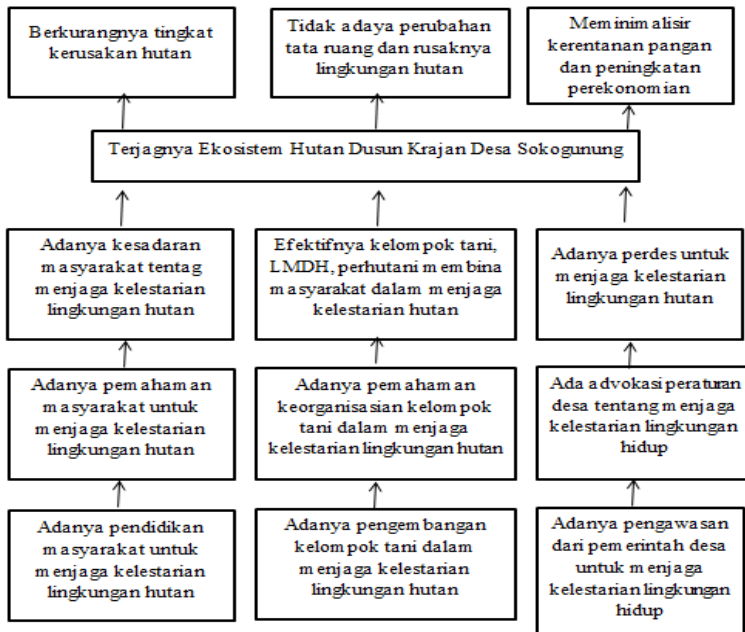 Berkurangnya tingkat
kerusakan hutan
Tidak adaya perubahan
tata ruang dan rusaknya
lingkungan hutan
Meminimalisir
kerentanan pangan
dan peningkatan
perekonomian
Terjagnya Ekosistem Hutan Dusun Krajan Desa Sokogunung
Adanya kesadaran
masyarakat tentag
menjaga kelestarian
lingkungan hutan
Efektifnya kelompok tani,
LMDH, perhutani membina
masyarakat dalam menjaga
kelestarian hutan
Adanya perdes untuk
menjaga kelestarian
lingkungan hutan
Adanya pemahaman
masyarakat untuk
menjaga kelestarian
lingkungan hutan
Adanya pemahaman
keorganisasian kelompok
tani dalam menjaga
kelestarian lingkungan hutan
Ada advokasi peraturan
desa tentang menjaga
kelestarian lingkungan
hidup
Adanya pendidikan
masyarakat untuk
menjaga kelestarian
lingkungan hutan
Adanya pengembangan
kelompok tani dalam
menjaga kelestarian
lingkungan hutan
Adanya pengawasan
dari pemerintah desa
untuk menjaga
kelestarian lingkungan
hidup